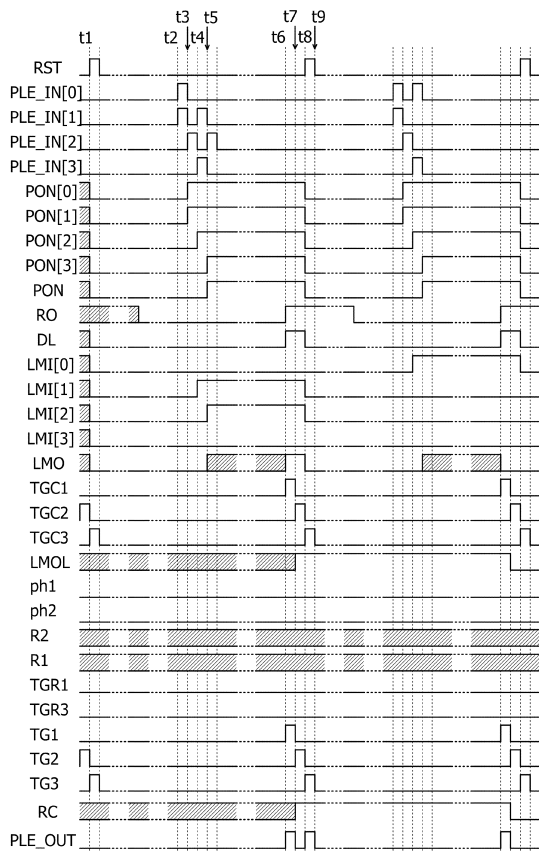 t3 t5 t7 t9
t1 t2 t4 t6 t8
RST
PLE_IN[0]
PLE_IN[1]
PLE_IN[2]
PLE_IN[3]
PON[0]
PON[1]
PON[2]
PON[3]
PON
RO
DL
LMI[0]
LMI[1]
LMI[2]
LMI[3]
LMO
TGC1
TGC2
TGC3
LMOL
ph1
ph2
R2
R1
TGR1
TGR3
TG1
TG2
TG3
RC
PLE_OUT